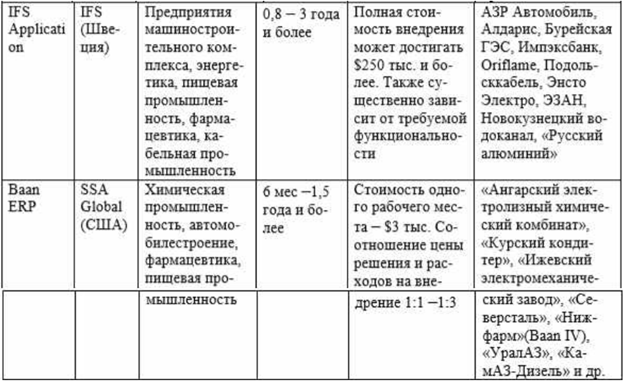 IFS
Applicati
on
IFS
(Шве-
ция)
Предприятия
машинострои-
тельного ком-
плекса, энерге-
тика, пищевая
промышлен-
ность, фарма-
цевтика, ка-
бельная про-
мышленность
0,8 – 3 года
и более
Полная стои-
мость внедрения
может достигать
$250 тыс. и бо-
лее. Также су-
щественно зави-
сит от требуемой
функционально-
сти
АЗР Автомобиль,
Алдарис, Бурейская
ГЭС, Импэксбанк,
Oriflame, Подоль-
сккабель, Энсто
Электро, ЭЗАН,
Новокузнецкий во-
доканал, «Русский
алюминий»
Baan
ERP
SSA
Global
(США)
Химическая
промышлен-
ность, автомо-
билестроение,
фармацевтика,
пищевая про-
мышленность
6 мес –1,5
года и бо-
лее
Стоимость одно-
го рабочего мес-
та – $3 тыс. Со-
отношение цены
решения и рас-
ходов на вне-
дрение 1:1 –1:3
«Ангарский элек-
тролизный химиче-
ский комбинат»,
«Курский конди-
тер», «Ижевский
электромеханиче-
ский завод», «Се-
версталь», «Ниж-
фарм»(Baan IV),
«УралАЗ», «Ка-
мАЗ-Дизель» и др.